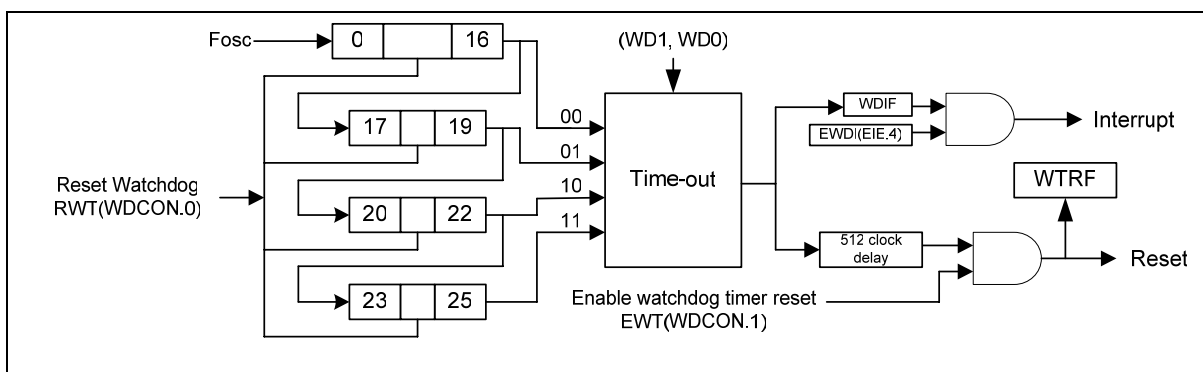 Fosc
0
16
(WD1, WD0)
17
19
00
01
10
11
Time-out
WDIF
EWDI(EIE.4)
Interrupt
Reset Watchdog
RWT(WDCON.0)
20
22
WTRF
512 clock
delay
Reset
23
25
Enable watchdog timer reset
EWT(WDCON.1)